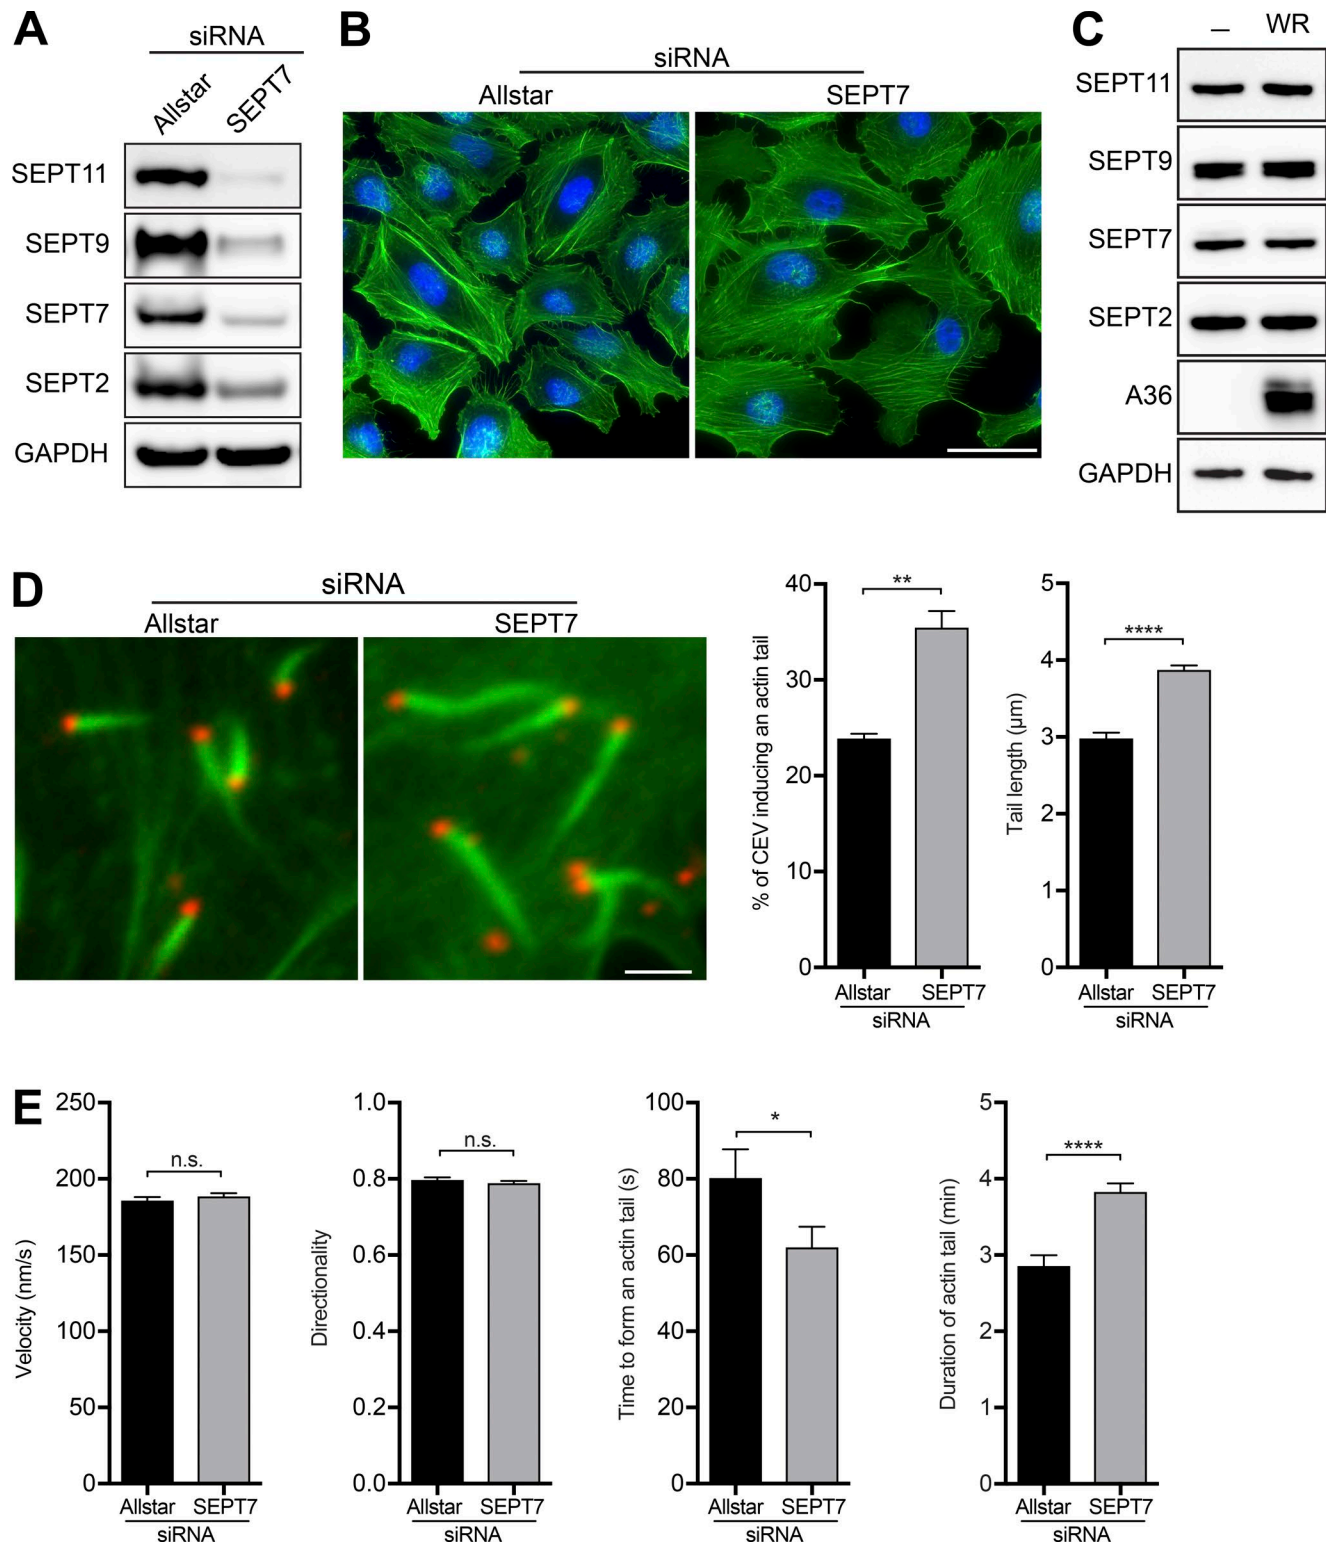 A
siRNA
Allstar
SEPT7
SEPT11
SEPT9
SEPT7
SEPT2
GAPDH
B
siRNA
Allstar
SEPT7
C
– WR
SEPT11
SEPT9
SEPT7
SEPT2
A36
GAPDH
D
siRNA
Allstar
SEPT7
% of CEV inducing an actin tail
40
30
20
10
0
**
Allstar SEPT7
siRNA
Tail length (µm)
5
4
3
2
1
0
****
Allstar SEPT7
siRNA
E
Velocity (nm/s)
250
200
150
100
50
0
n.s.
Allstar SEPT7
siRNA
Directionality
1.0
0.8
0.6
0.4
0.2
0.0
n.s.
Allstar SEPT7
siRNA
Time to form an actin tail (s)
100
80
60
40
20
0
*
Allstar SEPT7
siRNA
Duration of actin tail (min)
5
4
3
2
1
0
****
Allstar SEPT7
siRNA